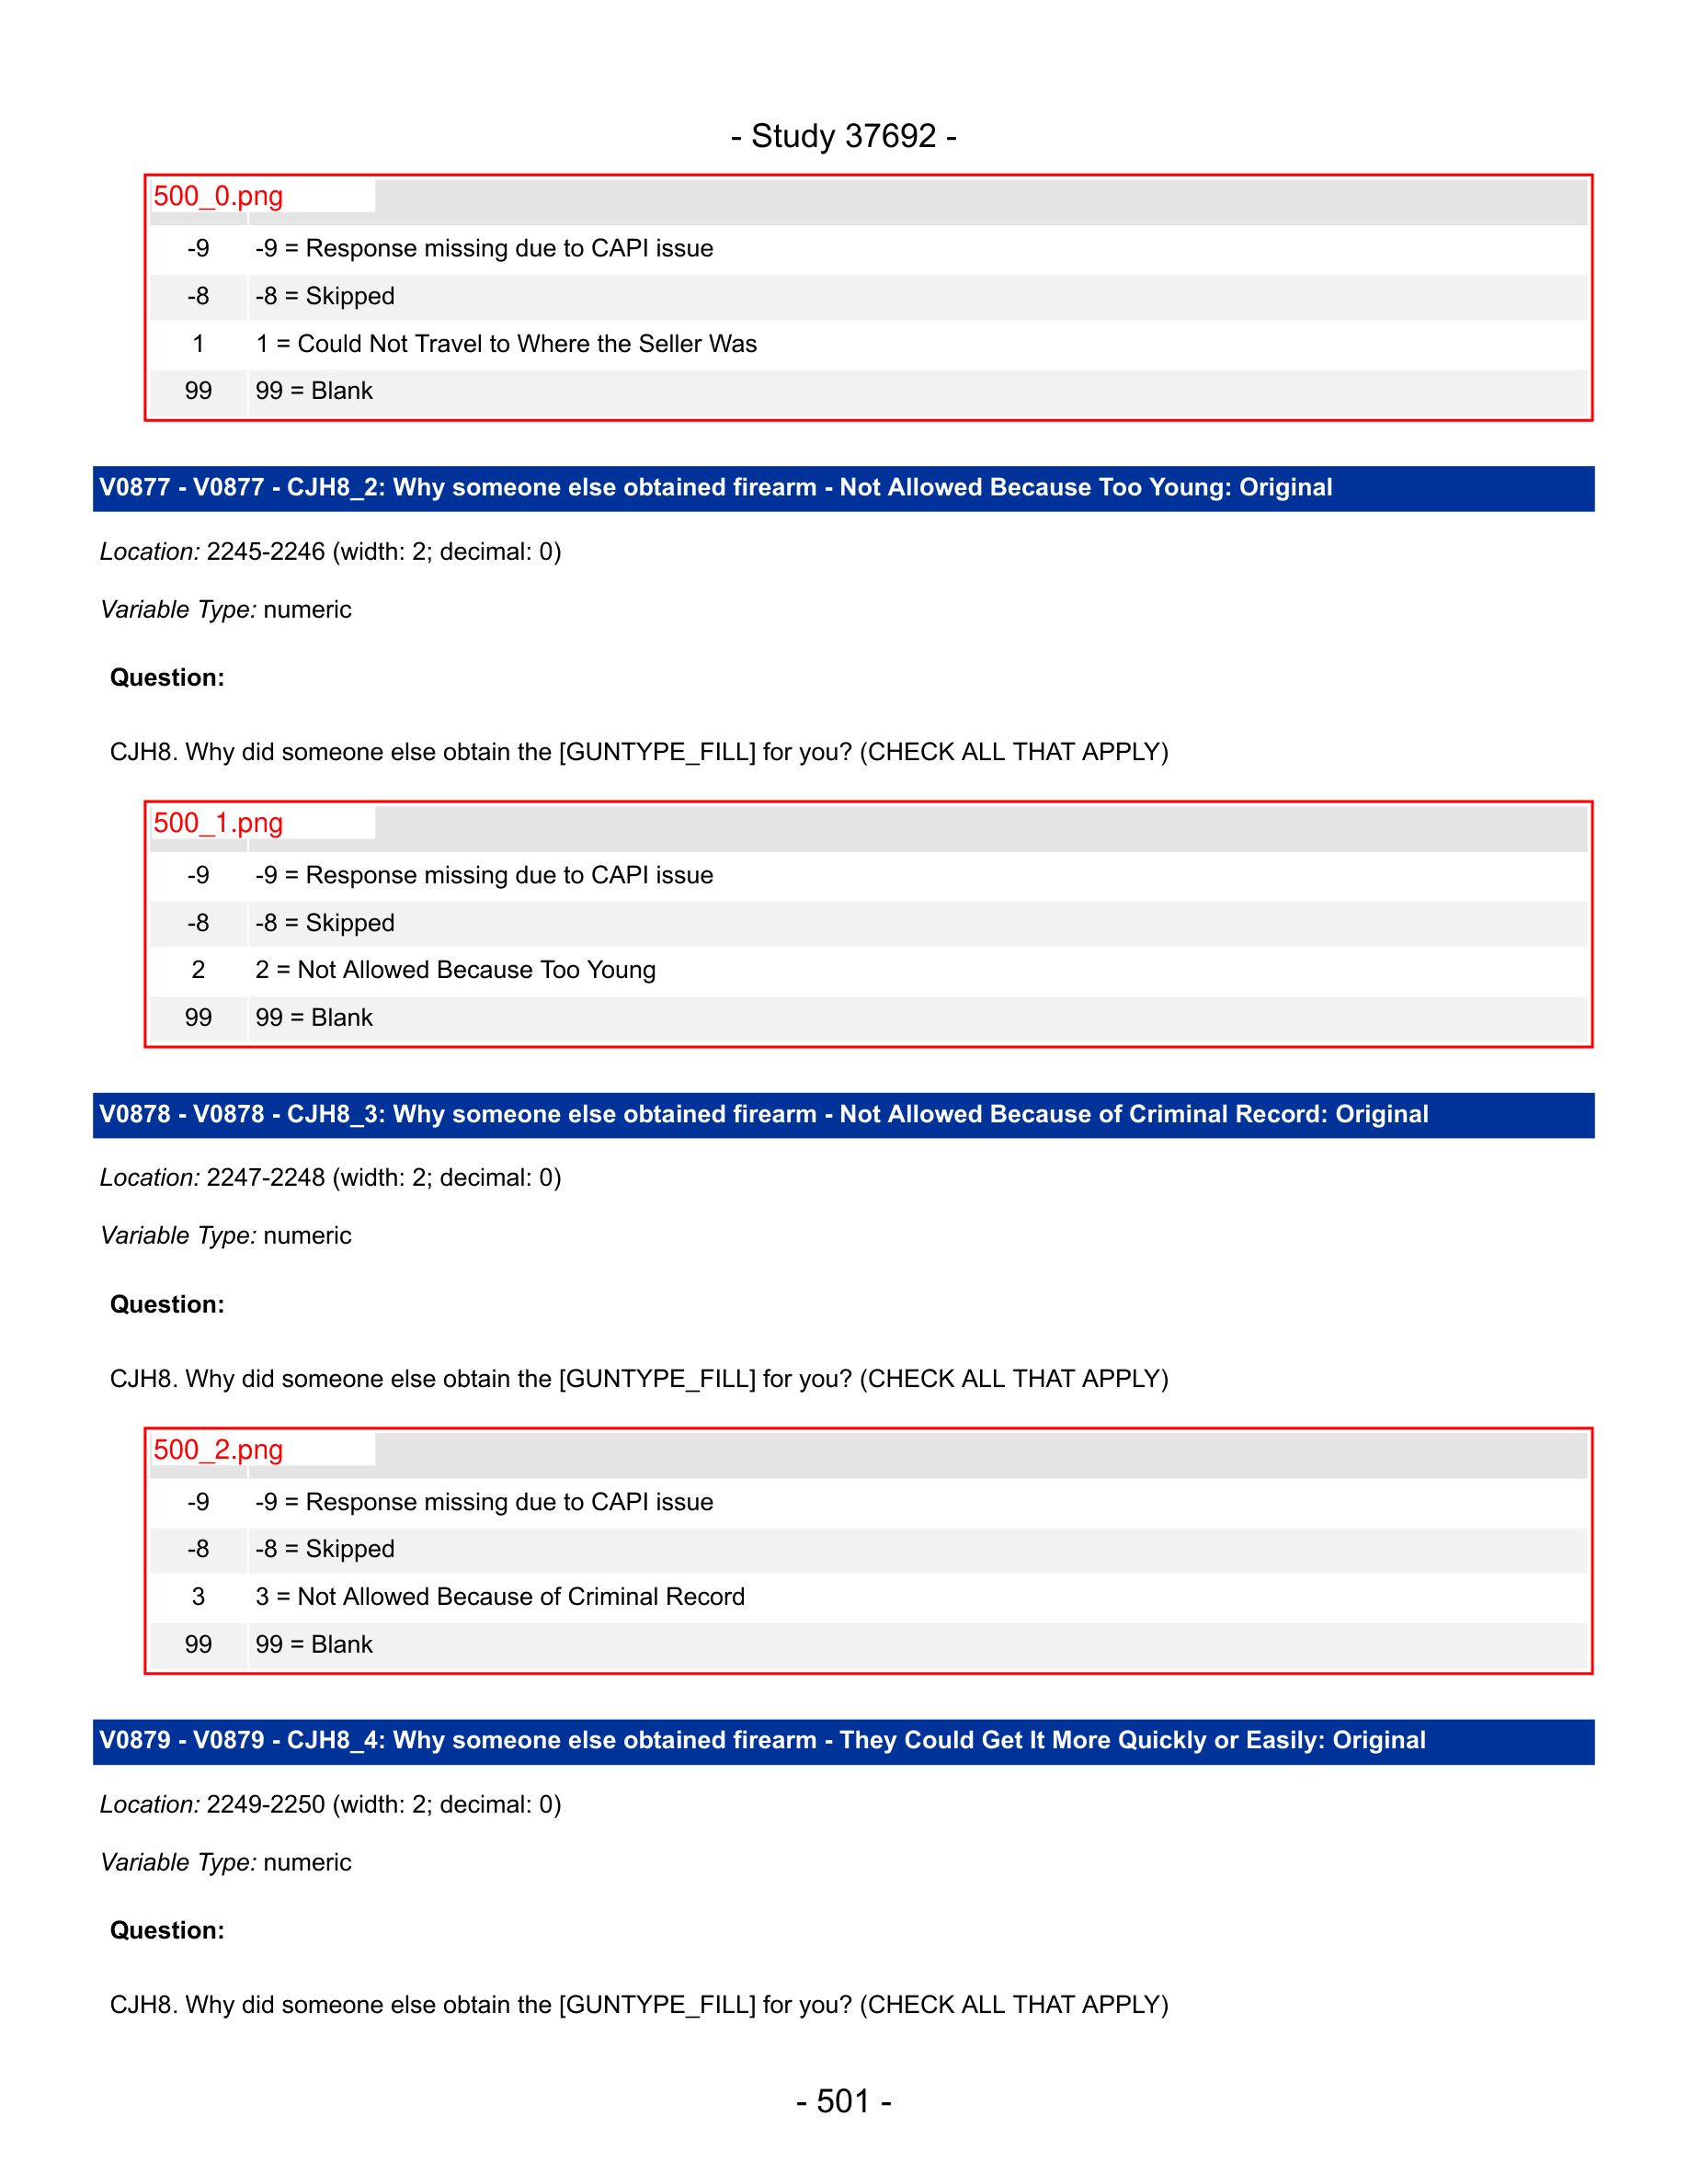 - Study 37692 -
500_0.png
-9 -9 = Response missing due to CAPI issue
-8 -8 = Skipped
1 1 = Could Not Travel to Where the Seller Was
99 99 = Blank
V0877 - V0877 - CJH8_2: Why someone else obtained firearm - Not Allowed Because Too Young: Original
Location: 2245-2246 (width: 2; decimal: 0)
Variable Type: numeric
Question:
CJH8. Why did someone else obtain the [GUNTYPE_FILL] for you? (CHECK ALL THAT APPLY)
500_1.png
-9 -9 = Response missing due to CAPI issue
-8 -8 = Skipped
2 2 = Not Allowed Because Too Young
99 99 = Blank
V0878 - V0878 - CJH8_3: Why someone else obtained firearm - Not Allowed Because of Criminal Record: Original
Location: 2247-2248 (width: 2; decimal: 0)
Variable Type: numeric
Question:
CJH8. Why did someone else obtain the [GUNTYPE_FILL] for you? (CHECK ALL THAT APPLY)
500_2.png
-9 -9 = Response missing due to CAPI issue
-8 -8 = Skipped
3 3 = Not Allowed Because of Criminal Record
99 99 = Blank
V0879 - V0879 - CJH8_4: Why someone else obtained firearm - They Could Get It More Quickly or Easily: Original
Location: 2249-2250 (width: 2; decimal: 0)
Variable Type: numeric
Question:
CJH8. Why did someone else obtain the [GUNTYPE_FILL] for you? (CHECK ALL THAT APPLY)
- 501 -